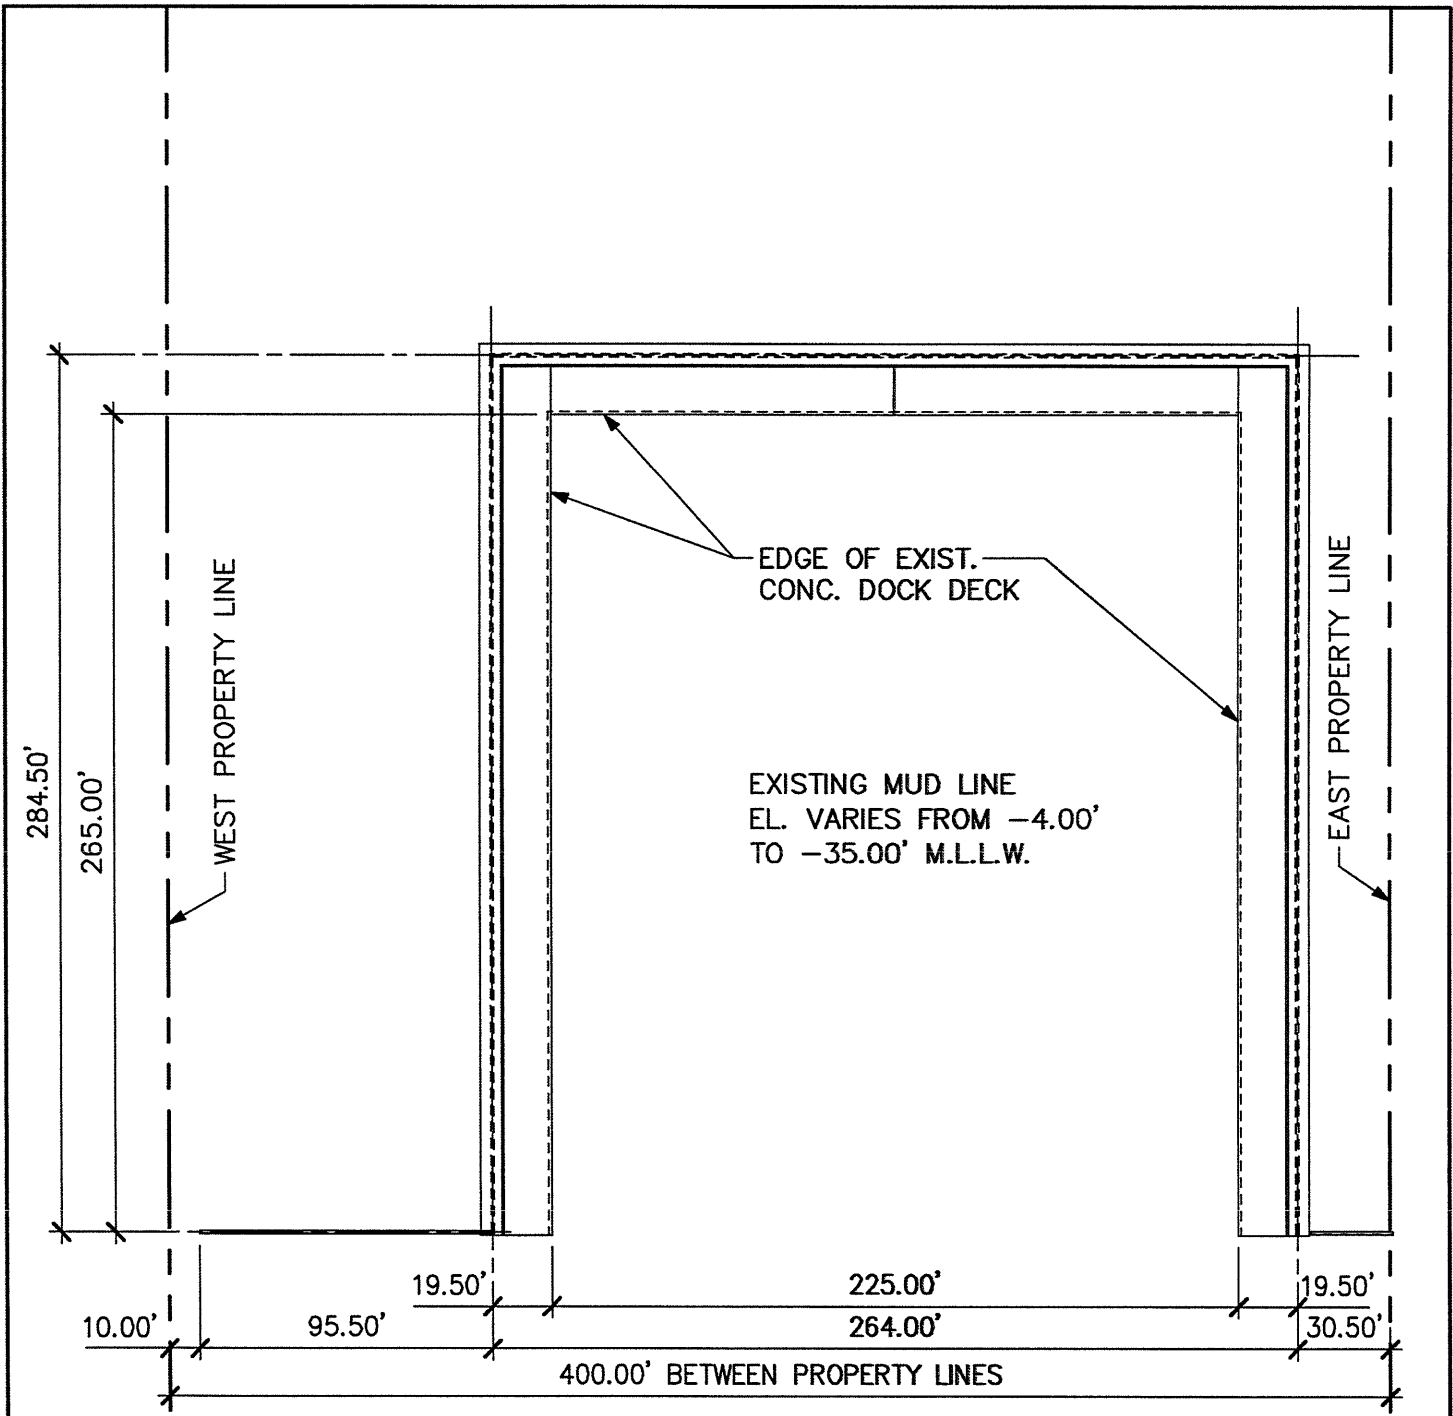 EDGE OF EXIST.
CONC. DOCK DECK
WEST PROPERTY LINE
EAST PROPERTY LINE
284.50'
265.00'
EXISTING MUD LINE
EL. VARIES FROM -4.00'
TO -35.00' M.L.L.W.
19.50'
225.00'
19.50'
10.00'
95.50'
264.00'
30.50'
400.00' BETWEEN PROPERTY LINES